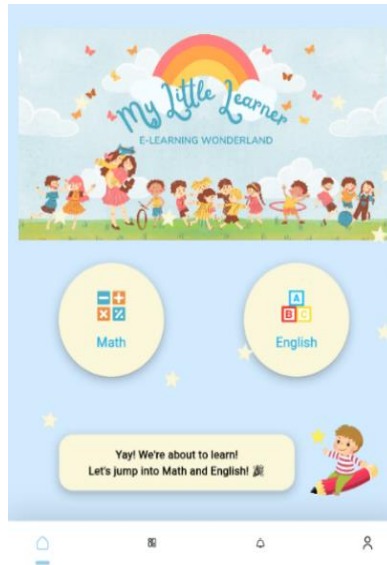 My Little Learner
E-LEARNING WONDERLAND
Math
A
B C
English
Yay! We're about to learn!
Let's jump into Math and English! 🎉